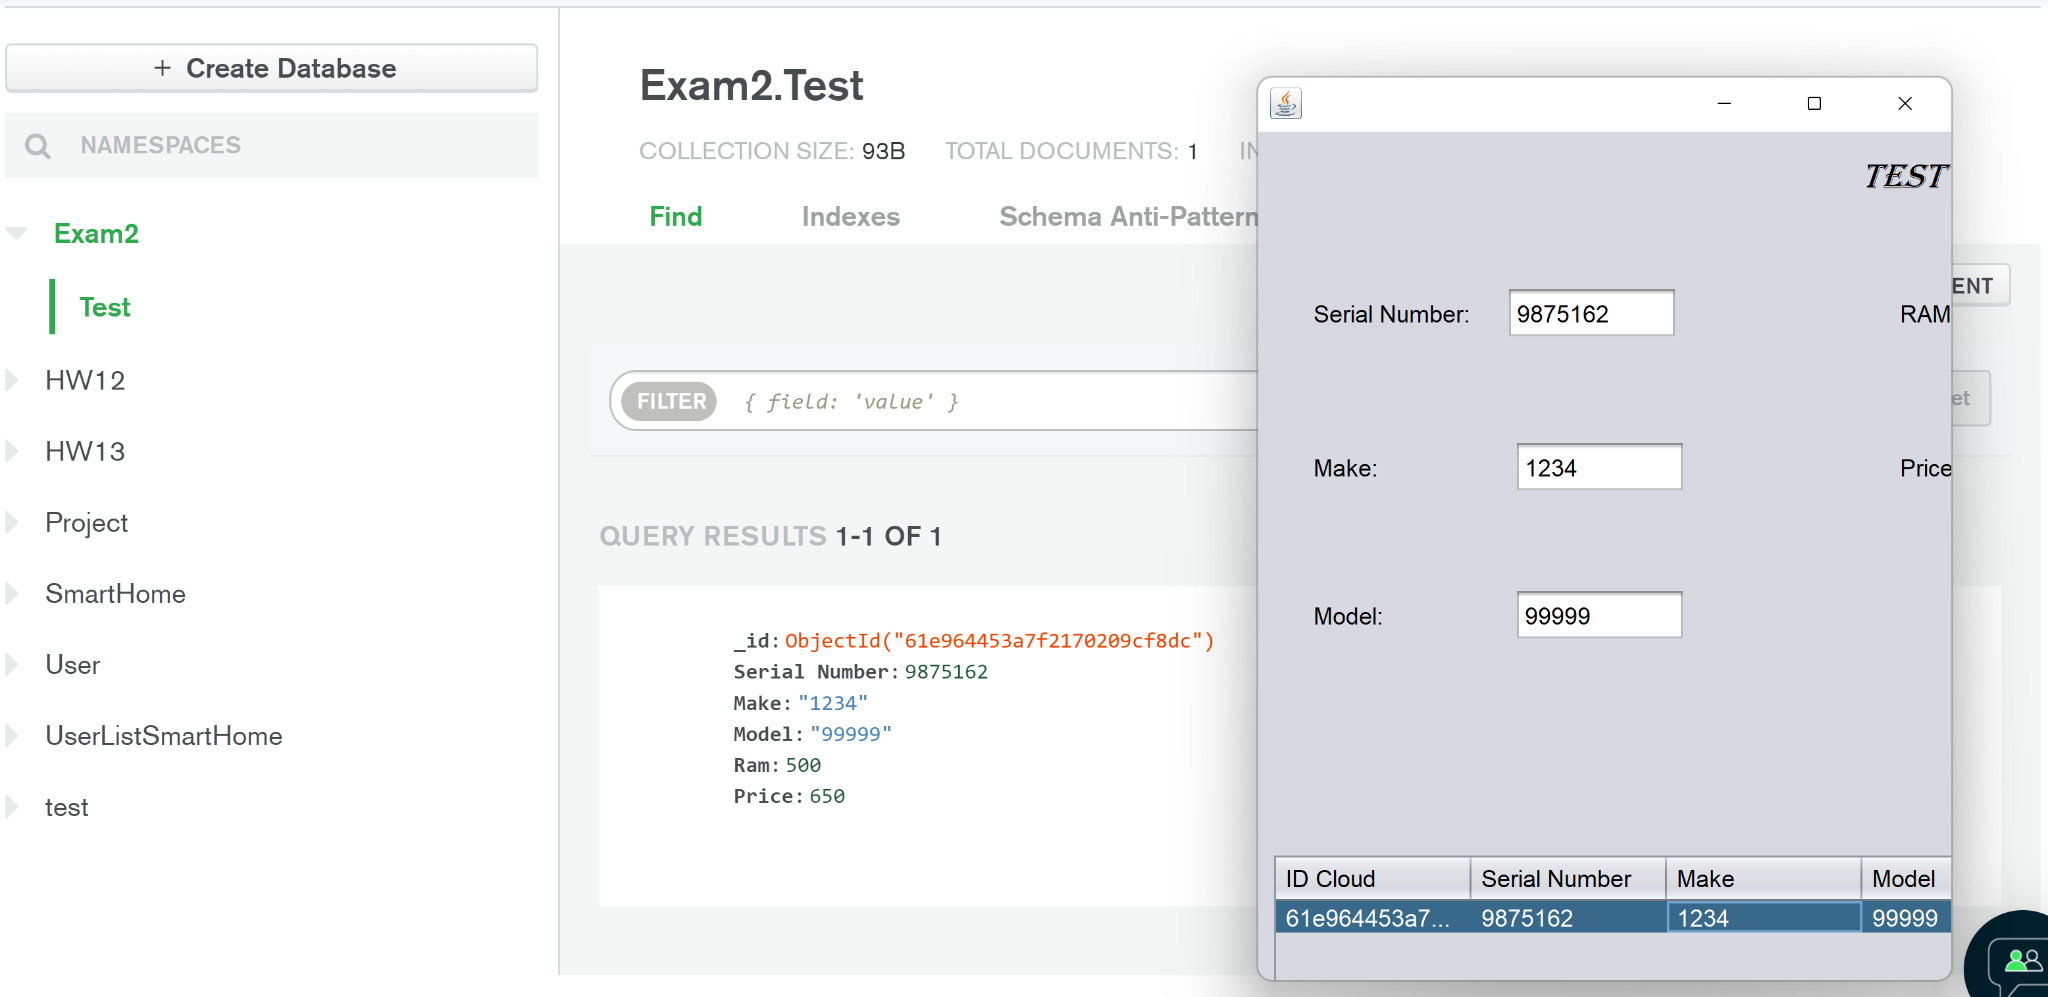 + Create Database
NAMESPACES
Exam2
Test
HW12
HW13
Project
SmartHome
User
UserListSmartHome
test
Exam2.Test
COLLECTION SIZE: 93B TOTAL DOCUMENTS: 1 IN
Find Indexes Schema Anti-Pattern
ENT
FILTER { field: 'value' }
et
QUERY RESULTS 1-1 OF 1
_id: ObjectId("61e964453a7f2170209cf8dc")
Serial Number: 9875162
Make: "1234"
Model: "99999"
Ram: 500
Price: 650
TEST
Serial Number: 9875162 RAM
Make: 1234 Price
Model: 99999
ID Cloud Serial Number Make Model
61e964453a7... 9875162 1234 99999